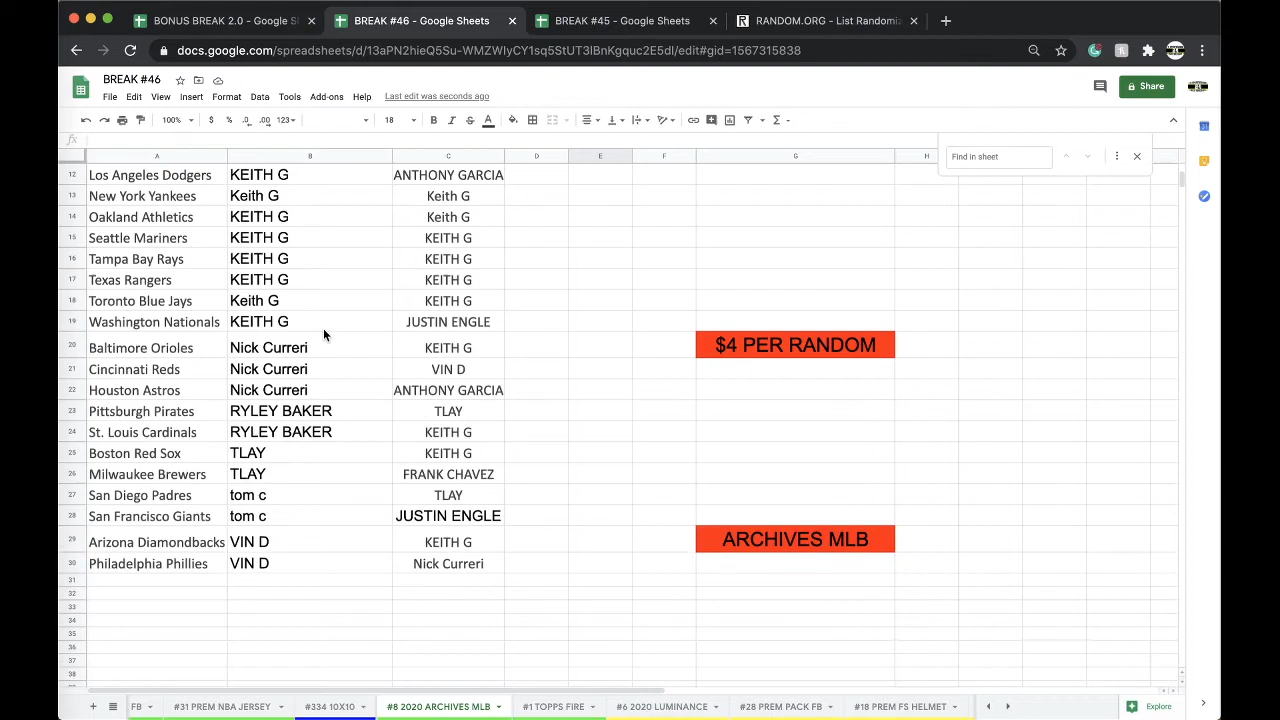 BONUS BREAK 2.0 - Google S
BREAK #46 - Google Sheets
BREAK #45 - Google Sheets
RANDOM.ORG - List Randomiz
docs.google.com/spreadsheets/d/13aPN2hieQ5Su-WMZWIyCY1sq5StUT3IBnKgquc2E5dI/edit#gid=1567315838
BREAK #46
File Edit View Insert Format Data Tools Add-ons Help Last edit was seconds ago
Share
100% $ % .0 .00 123 18 B I S A
fx
Find in sheet
A B C D E F G H
12 Los Angeles Dodgers KEITH G ANTHONY GARCIA
13 New York Yankees Keith G Keith G
14 Oakland Athletics KEITH G Keith G
15 Seattle Mariners KEITH G KEITH G
16 Tampa Bay Rays KEITH G KEITH G
17 Texas Rangers KEITH G KEITH G
18 Toronto Blue Jays Keith G KEITH G
19 Washington Nationals KEITH G JUSTIN ENGLE
20 Baltimore Orioles Nick Curreri KEITH G $4 PER RANDOM
21 Cincinnati Reds Nick Curreri VIN D
22 Houston Astros Nick Curreri ANTHONY GARCIA
23 Pittsburgh Pirates RYLEY BAKER TLAY
24 St. Louis Cardinals RYLEY BAKER KEITH G
25 Boston Red Sox TLAY KEITH G
26 Milwaukee Brewers TLAY FRANK CHAVEZ
27 San Diego Padres tom c TLAY
28 San Francisco Giants tom c JUSTIN ENGLE
29 Arizona Diamondbacks VIN D KEITH G ARCHIVES MLB
30 Philadelphia Phillies VIN D Nick Curreri
31
32
33
34
35
36
37
38
FB #31 PREM NBA JERSEY #334 10X10 #8 2020 ARCHIVES MLB #1 TOPPS FIRE #6 2020 LUMINANCE #28 PREM PACK FB #18 PREM FS HELMET Explore